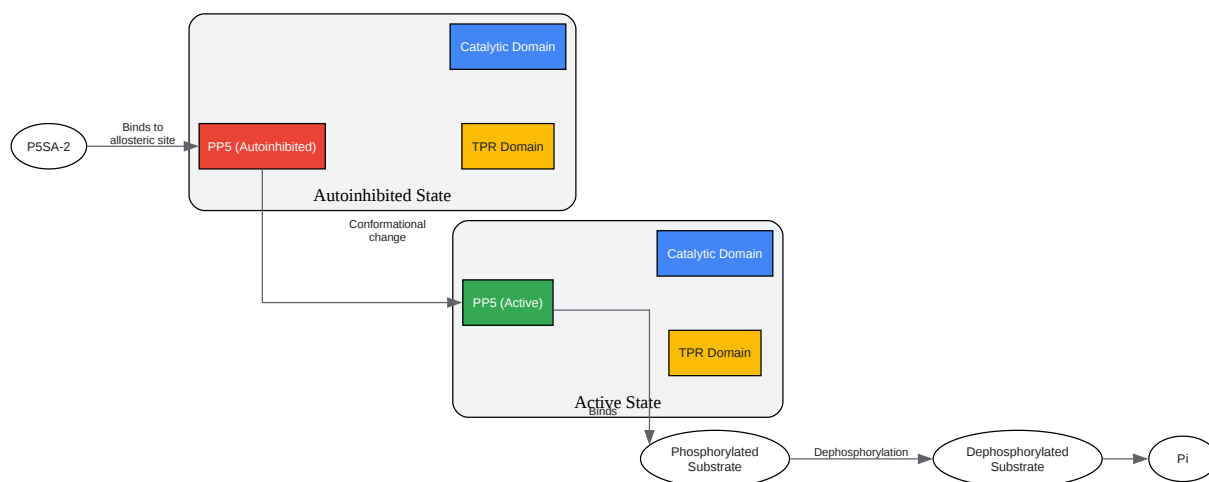 Catalytic Domain
P5SA-2
Binds to
allosteric site
PP5 (Autoinhibited)
TPR Domain
Autoinhibited State
Conformational
change
Catalytic Domain
PP5 (Active)
TPR Domain
Active State
Binds
Phosphorylated
Substrate
Dephosphorylation
Dephosphorylated
Substrate
Pi